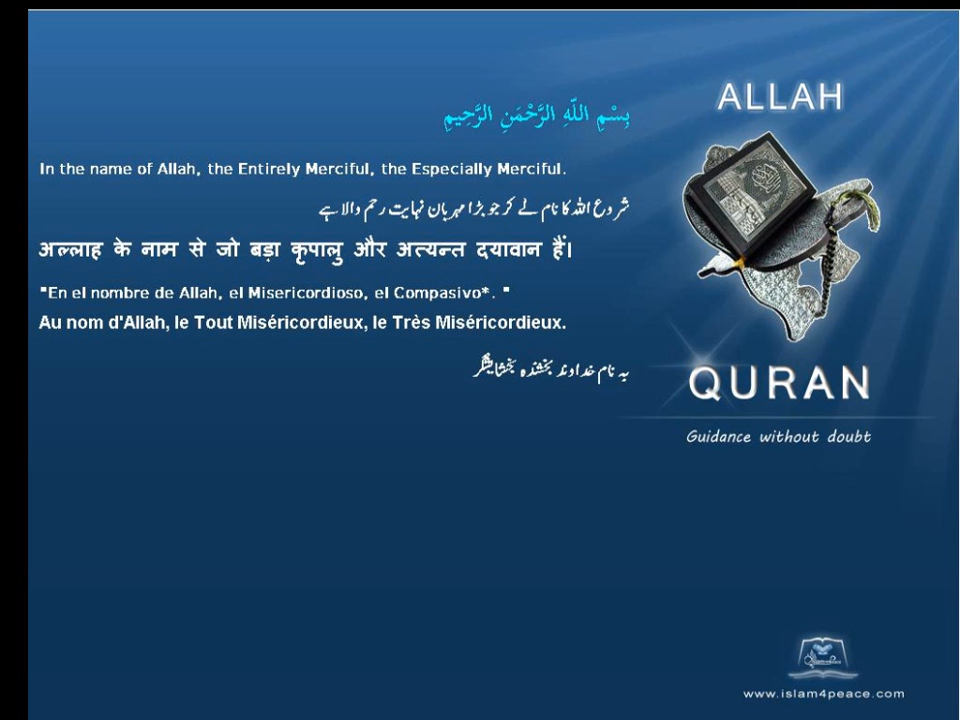 بِسْمِ اللّهِ الرَّحْمَنِ الرَّحِيمِ
In the name of Allah, the Entirely Merciful, the Especially Merciful.
شروع الله کا نام لے کر جو بڑا مہربان نہایت رحم والا ہے
अल्लाह के नाम से जो बड़ा कृपालु और अत्यन्त दयावान हैं।
"En el nombre de Allah, el Misericordioso, el Compasivo*. "
Au nom d'Allah, le Tout Miséricordieux, le Très Miséricordieux.
به نام خداوند بخشنده بخشایشگر
ALLAH
QURAN
Guidance without doubt
www.islam4peace.com